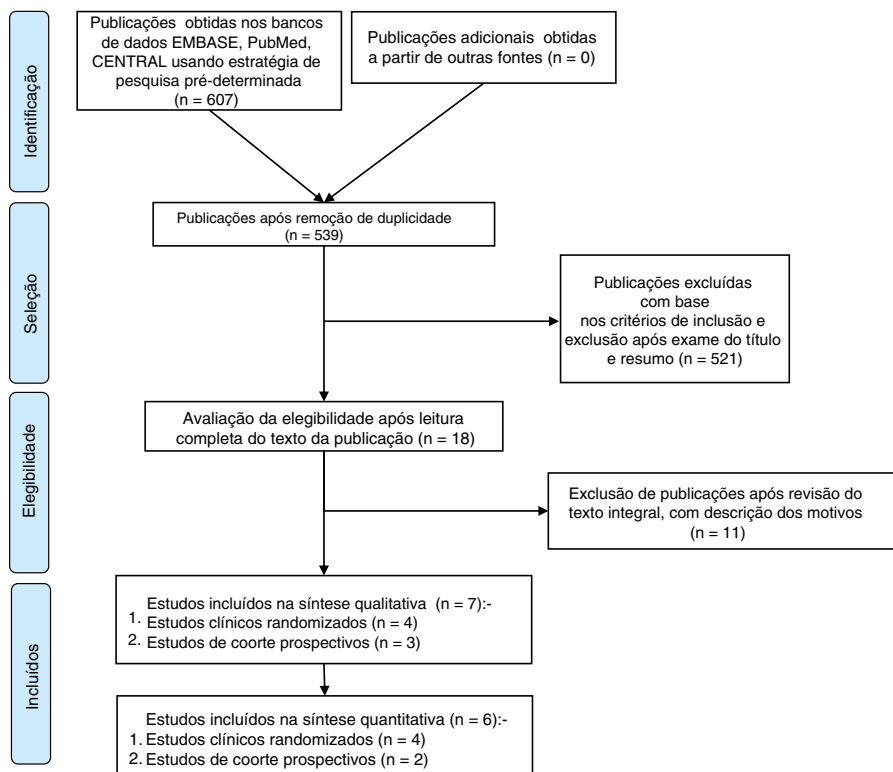 Identificação
Publicações obtidas nos bancos
de dados EMBASE, PubMed,
CENTRAL usando estratégia de
pesquisa pré-determinada
(n = 607)
Publicações adicionais obtidas
a partir de outras fontes (n = 0)
Seleção
Publicações após remoção de duplicidade
(n = 539)
Publicações excluídas
com base
nos critérios de inclusão e
exclusão após exame do título
e resumo (n = 521)
Elegibilidade
Avaliação da elegibilidade após leitura
completa do texto da publicação (n = 18)
Exclusão de publicações após revisão do
texto integral, com descrição dos motivos
(n = 11)
Incluídos
Estudos incluídos na síntese qualitativa (n = 7):-
1. Estudos clínicos randomizados (n = 4)
2. Estudos de coorte prospectivos (n = 3)
Estudos incluídos na síntese quantitativa (n = 6):-
1. Estudos clínicos randomizados (n = 4)
2. Estudos de coorte prospectivos (n = 2)